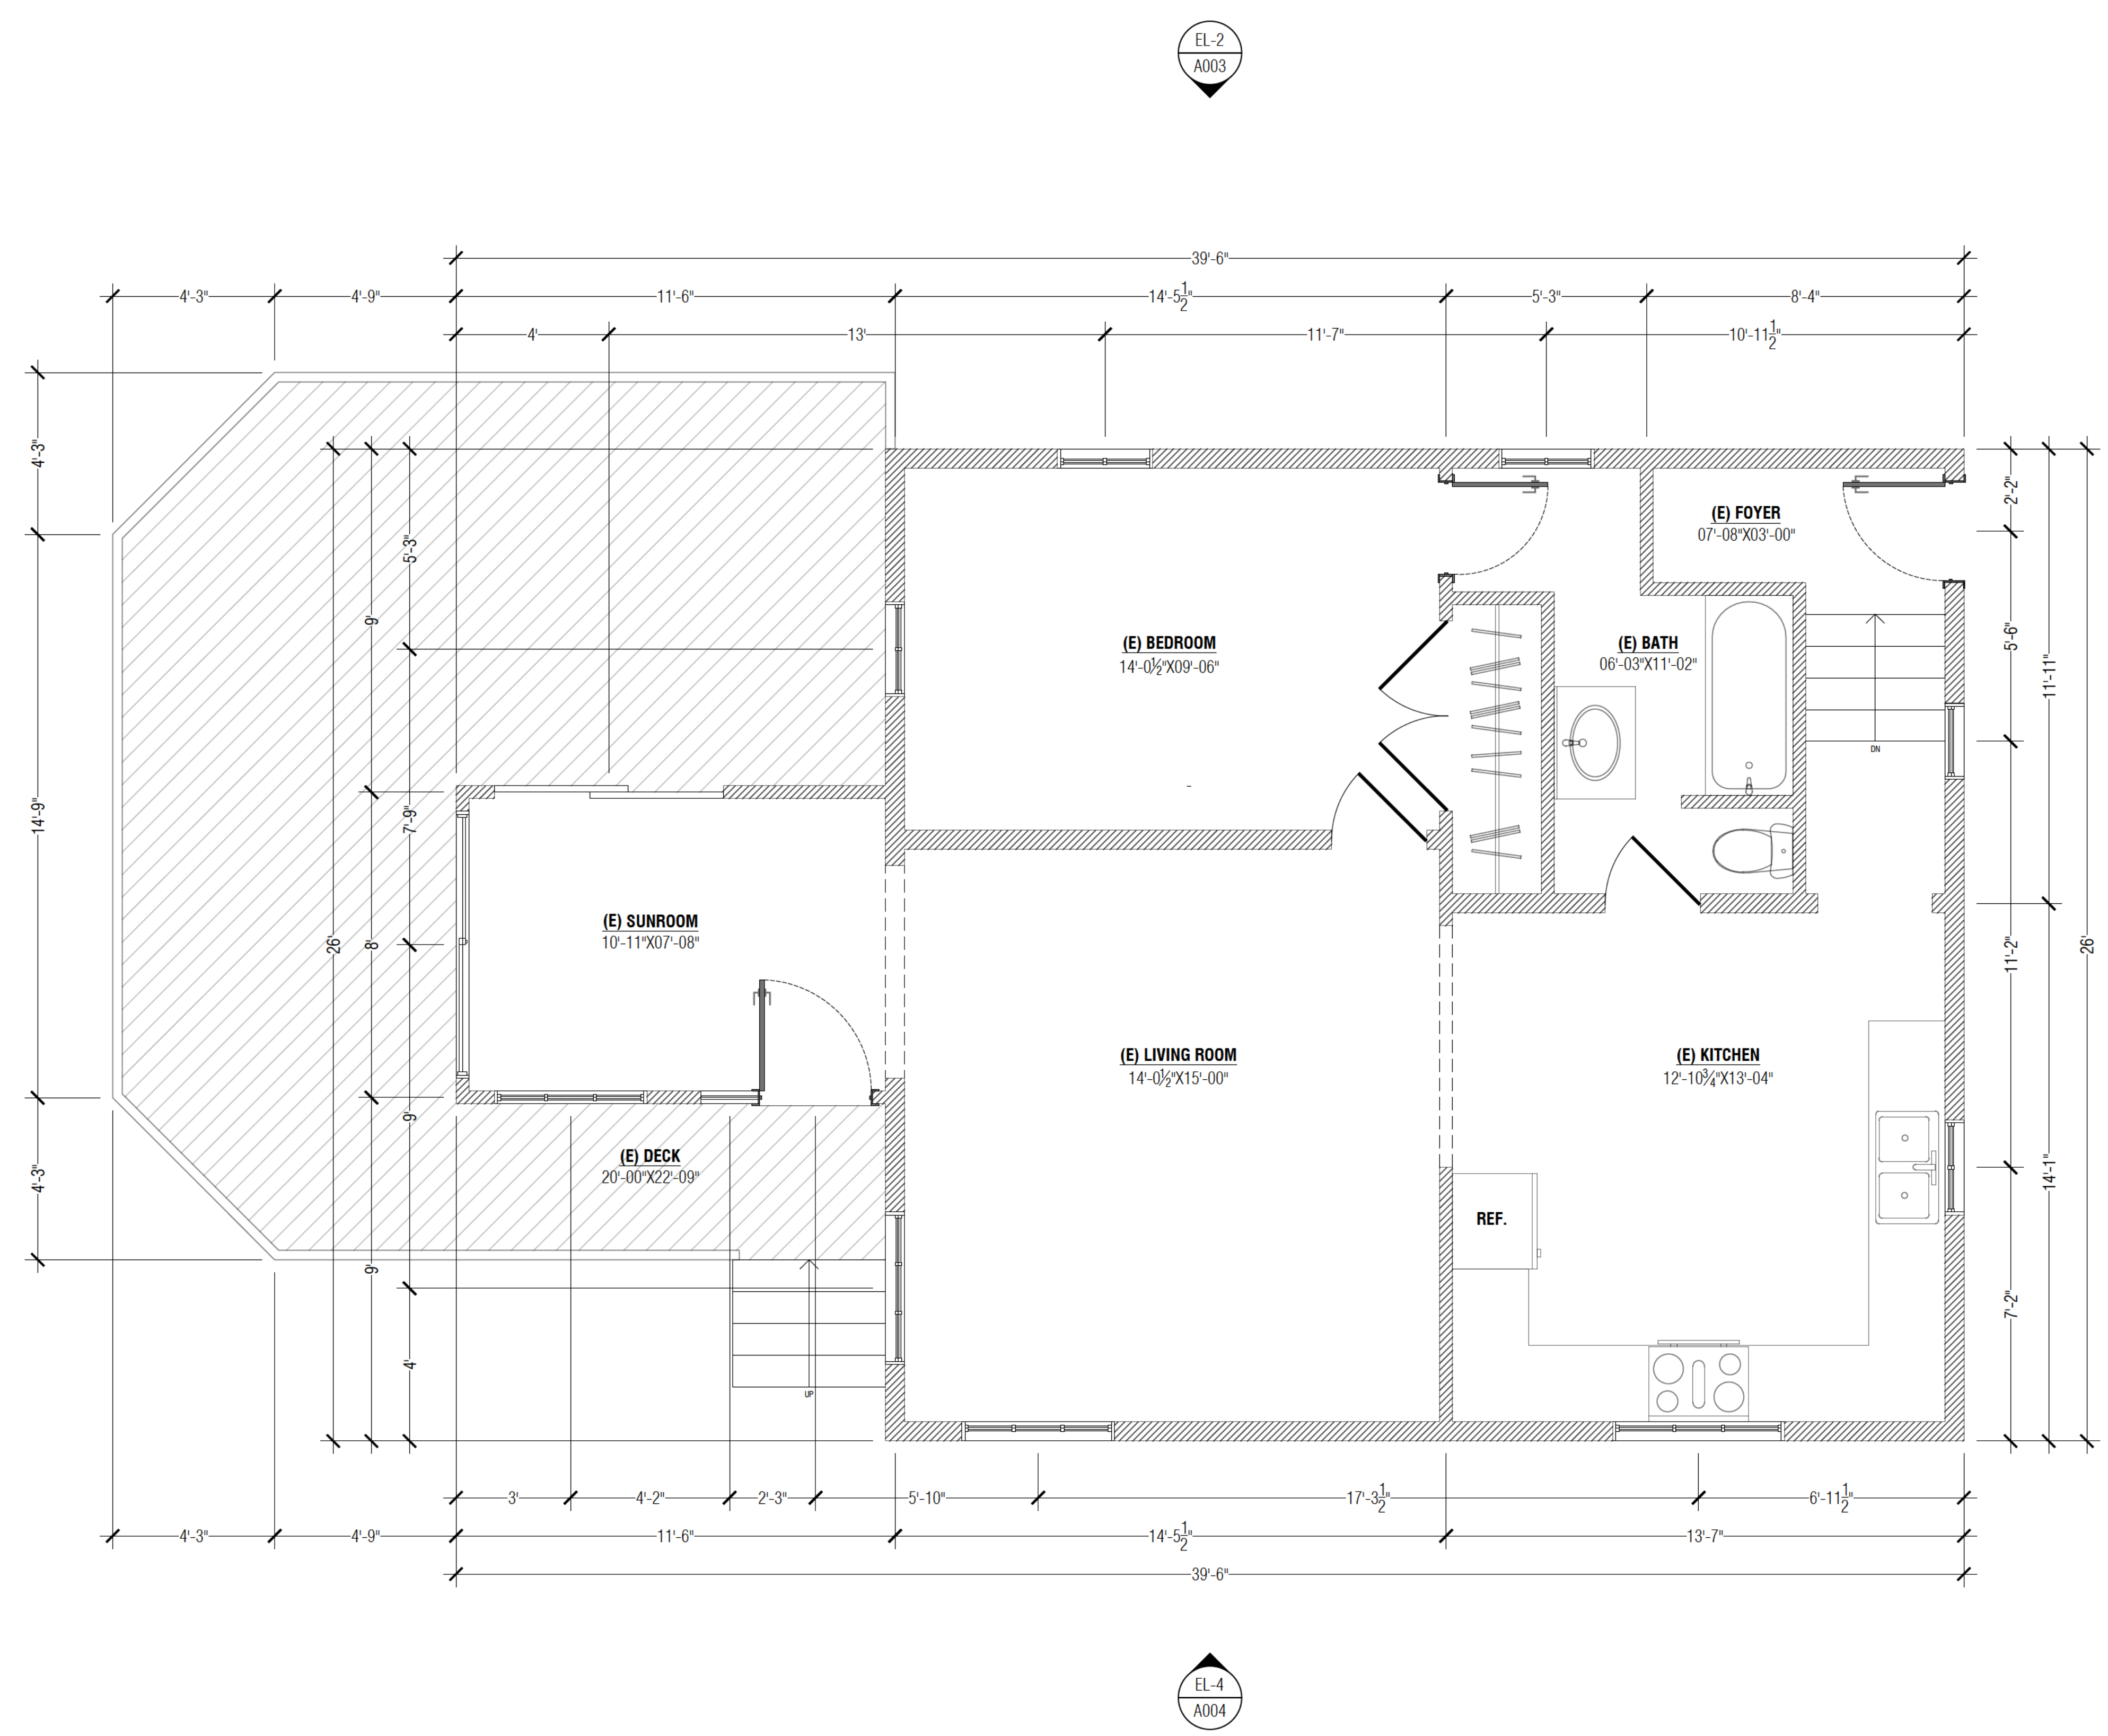 EL-2
A003
39'-6"
4'-3"
4'-9"
11'-6"
14'-5 1/2"
5'-3"
8'-4"
4'
13'
11'-7"
10'-11 1/2"
4'-3"
14'-9"
4'-3"
26'
9'
8'
9'
5'-3"
7'-9"
9'
4'
(E) FOYER
07'-08"X03'-00"
(E) BEDROOM
14'-0½"X09'-06"
(E) BATH
06'-03"X11'-02"
DN
(E) SUNROOM
10'-11"X07'-08"
(E) LIVING ROOM
14'-0½"X15'-00"
(E) KITCHEN
12'-10¾"X13'-04"
(E) DECK
20'-00"X22'-09"
REF.
UP
2'-2"
5'-6"
11'-2"
7'-2"
11'-11"
14'-1"
26'
3'
4'-2"
2'-3"
5'-10"
17'-3 1/2"
6'-11 1/2"
4'-3"
4'-9"
11'-6"
14'-5 1/2"
13'-7"
39'-6"
EL-4
A004